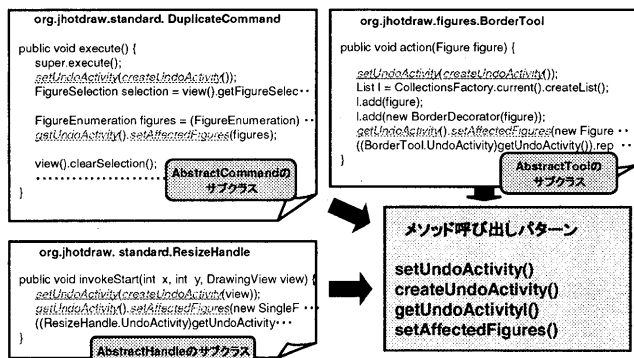 org.jhotdraw.standard. DuplicateCommand
public void execute() {
super.execute();
setUndoActivity(createUndoActivity());
FigureSelection selection = view().getFigureSelec‥
FigureEnumeration figures = (FigureEnumeration) ‥
getUndoActivity().setAffectedFigures(figures);
view().clearSelection();
‥‥‥‥‥‥‥
}
AbstractCommandの
サブクラス
org.jhotdraw.figures.BorderTool
public void action(Figure figure) {
setUndoActivity(createUndoActivity());
List l = CollectionsFactory.current().createList();
l.add(figure);
l.add(new BorderDecorator(figure));
getUndoActivity().setAffectedFigures(new Figure ‥
((BorderTool.UndoActivity)getUndoActivity()).rep ‥
}
AbstractToolの
サブクラス
org.jhotdraw. standard.ResizeHandle
public void invokeStart(int x, int y, DrawingView view) {
setUndoActivity(createUndoActivity(view));
getUndoActivity().setAffectedFigures(new SingleF ‥
((ResizeHandle.UndoActivity)getUndoActivity‥
}
AbstractHandleのサブクラス
メソッド呼び出しパターン
setUndoActivity()
createUndoActivity()
getUndoActivityI()
setAffectedFigures()